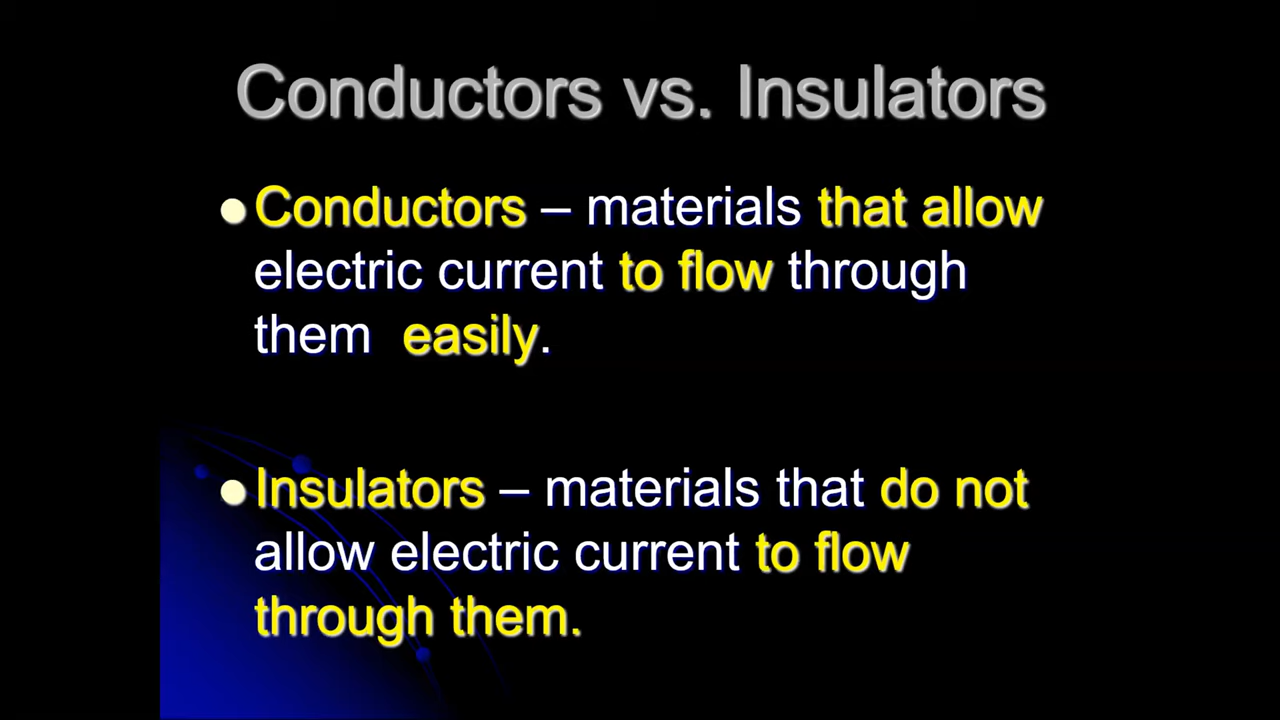 Conductors vs. Insulators
Conductors – materials that allow
electric current to flow through
them easily.
Insulators – materials that do not
allow electric current to flow
through them.